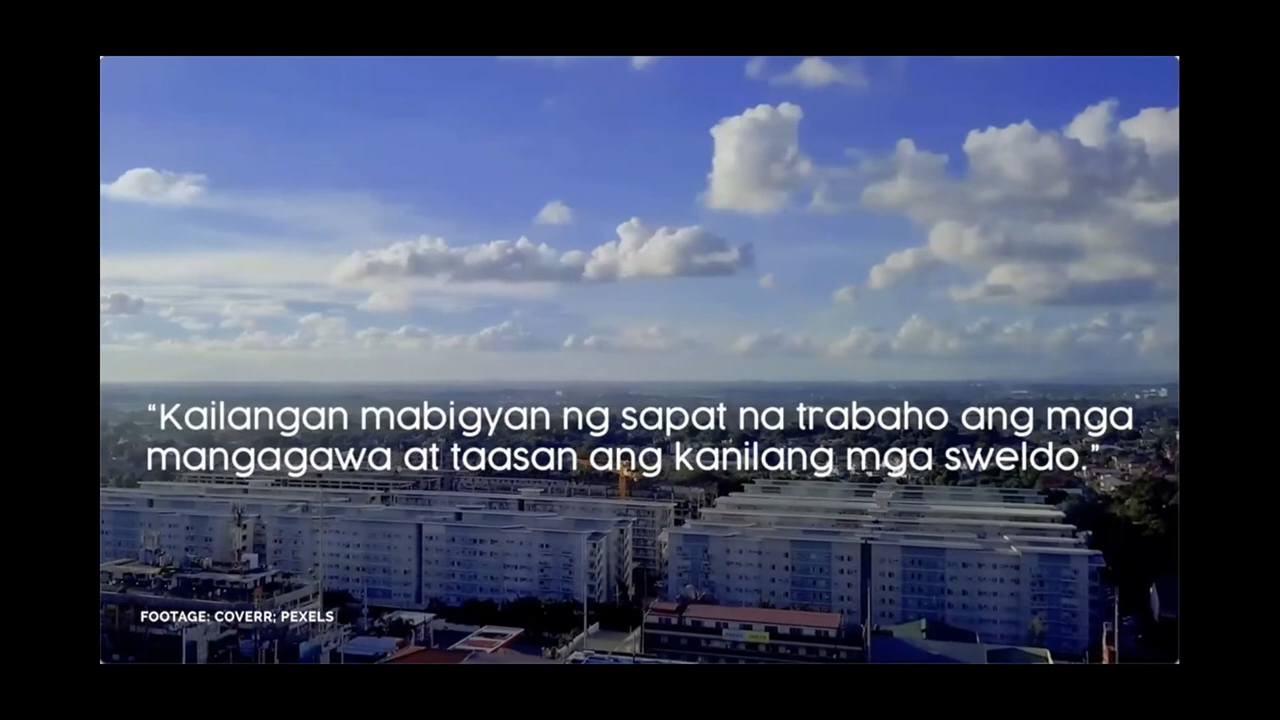 “Kailangan mabigyan ng sapat na trabaho ang mga
mangagawa at taasan ang kanilang mga sweldo.”
FOOTAGE: COVERR; PEXELS